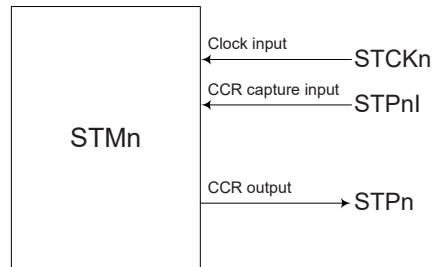 STMn
Clock input
STCKn
CCR capture input
STPnI
CCR output
STPn